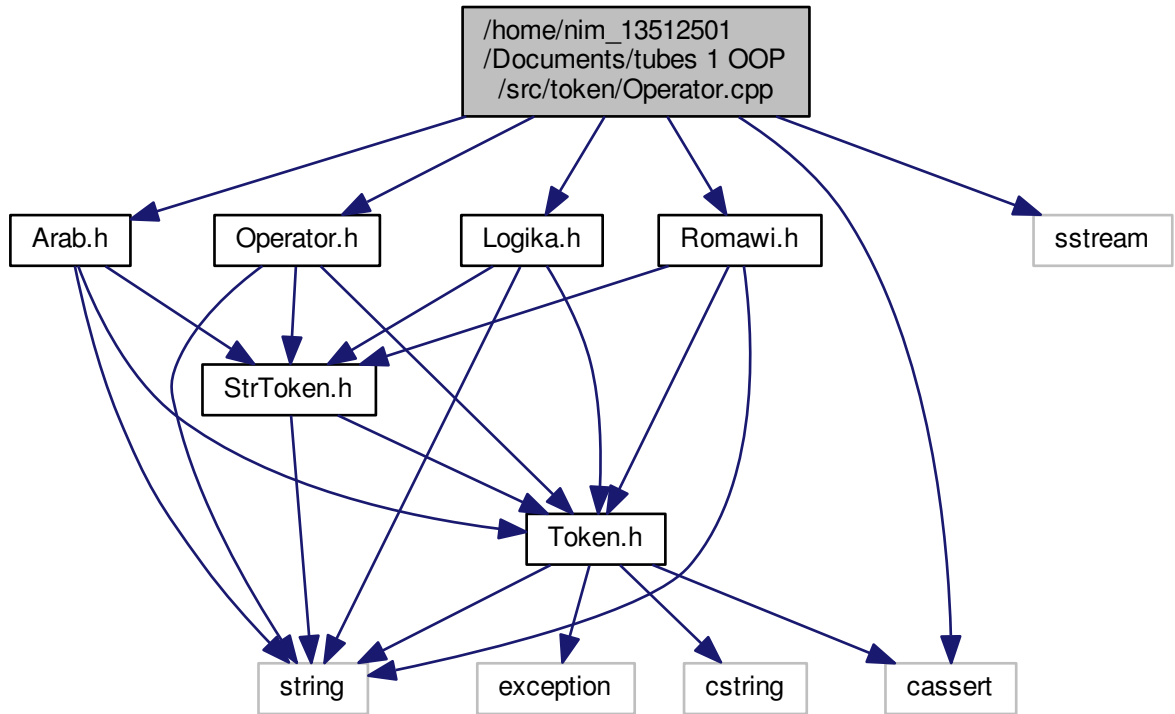 /home/nim_13512501
/Documents/tubes 1 OOP
/src/token/Operator.cpp
Arab.h
Operator.h
Logika.h
Romawi.h
sstream
StrToken.h
Token.h
string
exception
cstring
cassert